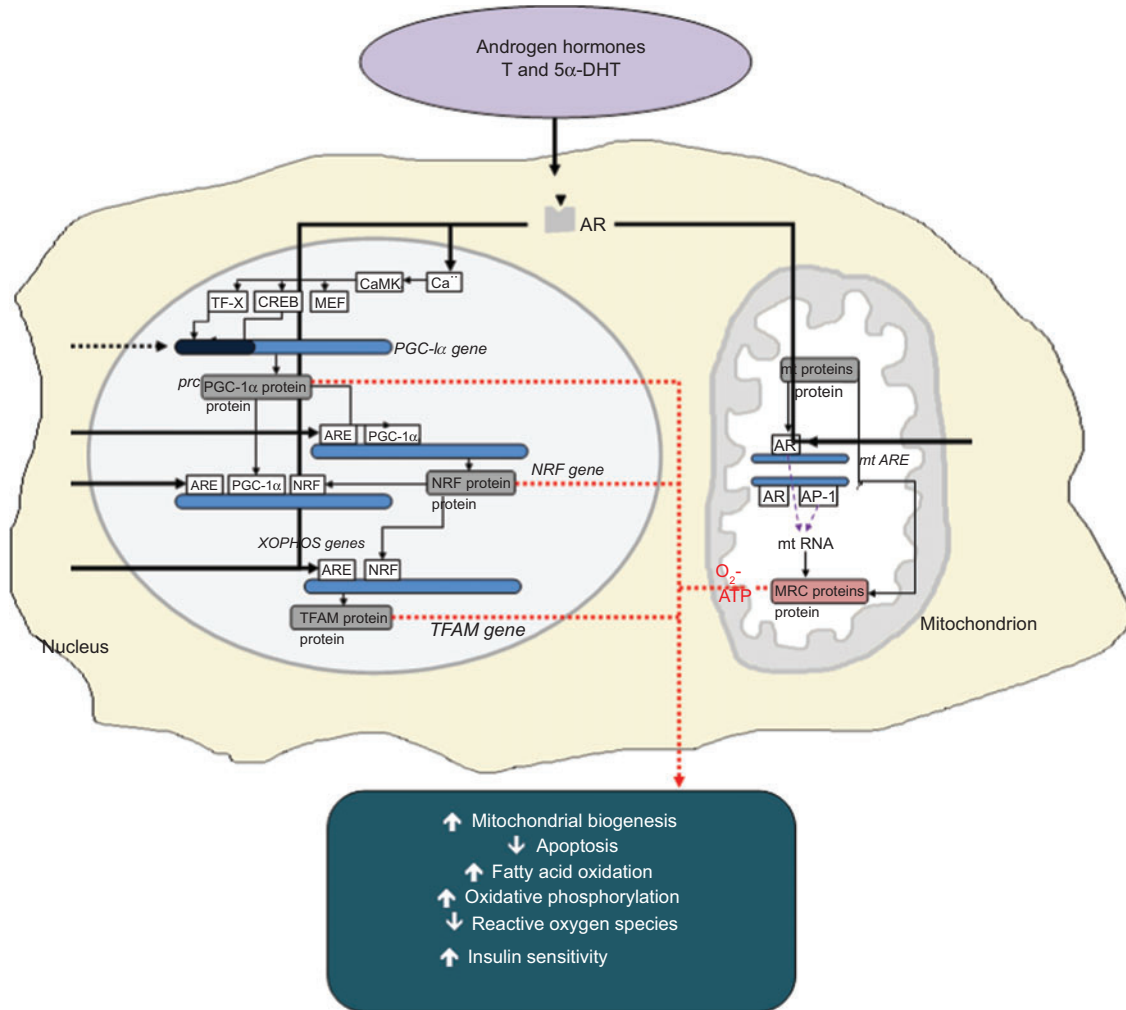 Androgen hormones
T and 5α-DHT
AR
CaMK
Ca¨
TF-X
CREB
MEF
PGC-Iα gene
prc
PGC-1α protein
protein
ARE
PGC-1α
NRF gene
ARE
PGC-1α
NRF
NRF protein
protein
XOPHOS genes
ARE
NRF
TFAM protein
protein
TFAM gene
Nucleus
mt proteins
protein
AR
mt ARE
AR
AP-1
mt RNA
O2-
ATP
MRC proteins
protein
Mitochondrion
Mitochondrial biogenesis
Apoptosis
Fatty acid oxidation
Oxidative phosphorylation
Reactive oxygen species
Insulin sensitivity